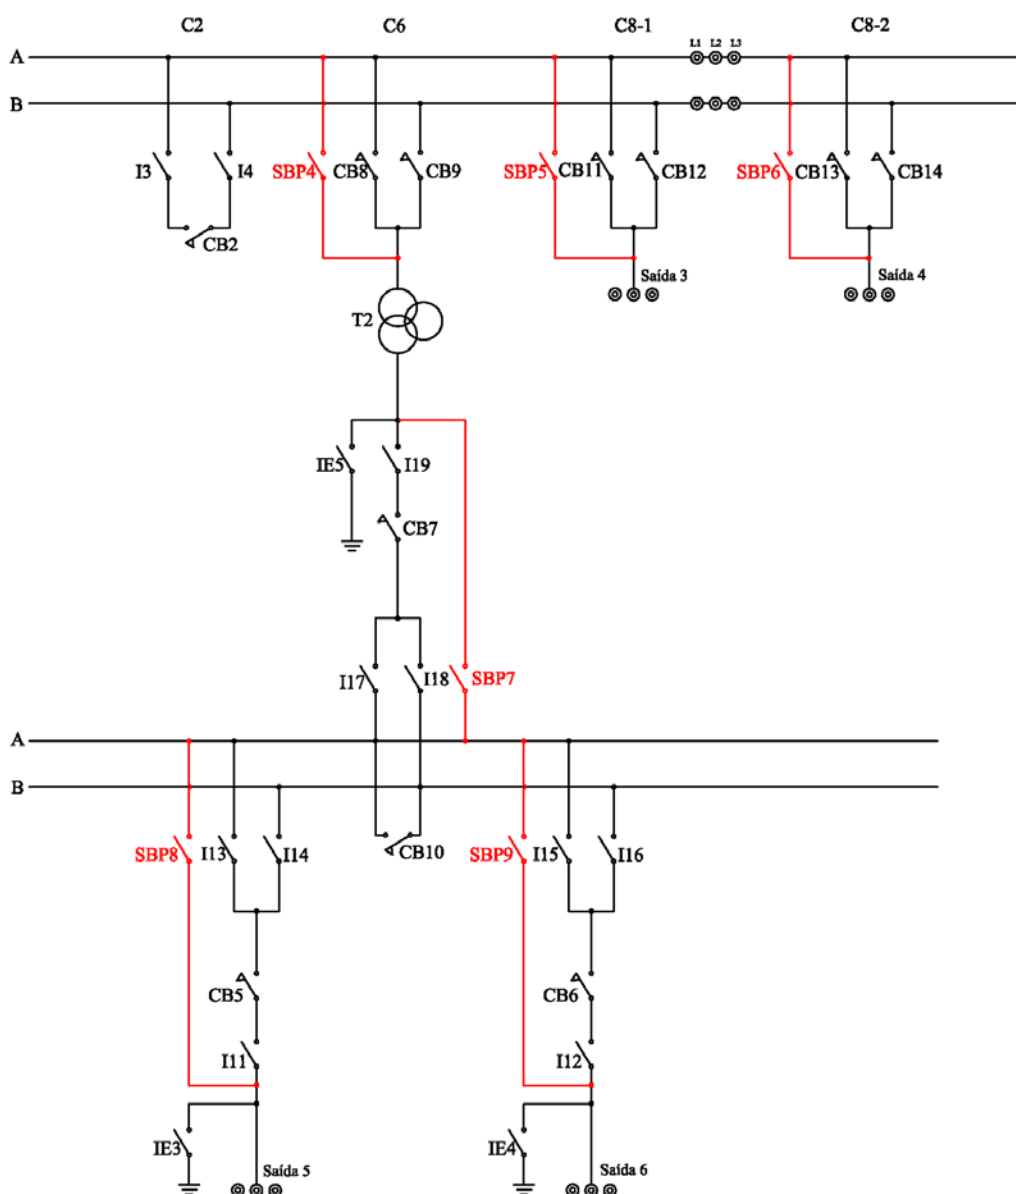 C2 C6 C8-1 C8-2
L1 L2 L3 
A
B
I3 I4 SBP4 CB8 CB9 SBP5 CB11 CB12 SBP6 CB13 CB14
CB2
Saída 3 Saída 4
T2
IE5 I19
CB7
I17 I18 SBP7
A
B
SBP8 I13 I14 CB10 SBP9 I15 I16
CB5 CB6
I11 I12
IE3 IE4
Saída 5 Saída 6